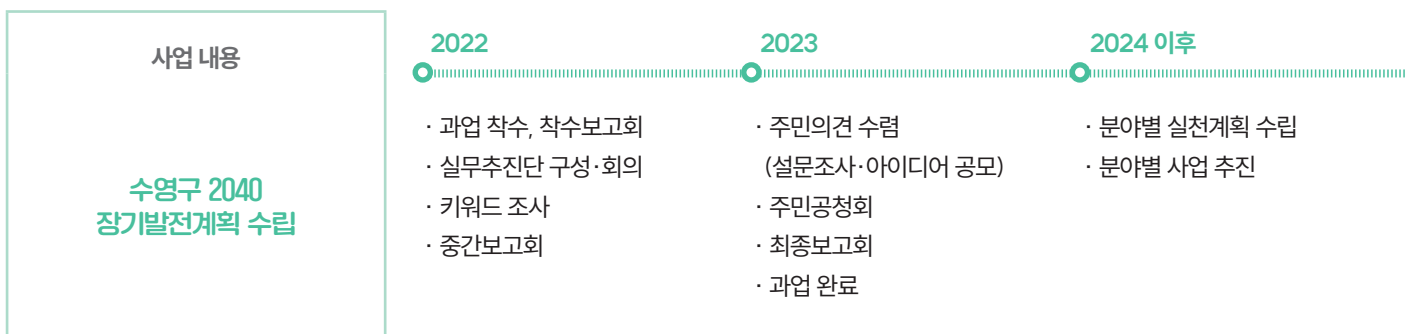 사업 내용
수영구 2040
장기발전계획 수립
2022
· 과업 착수, 착수보고회
· 실무추진단 구성·회의
· 키워드 조사
· 중간보고회
2023
· 주민의견 수렴
(설문조사·아이디어 공모)
· 주민공청회
· 최종보고회
· 과업 완료
2024 이후
· 분야별 실천계획 수립
· 분야별 사업 추진